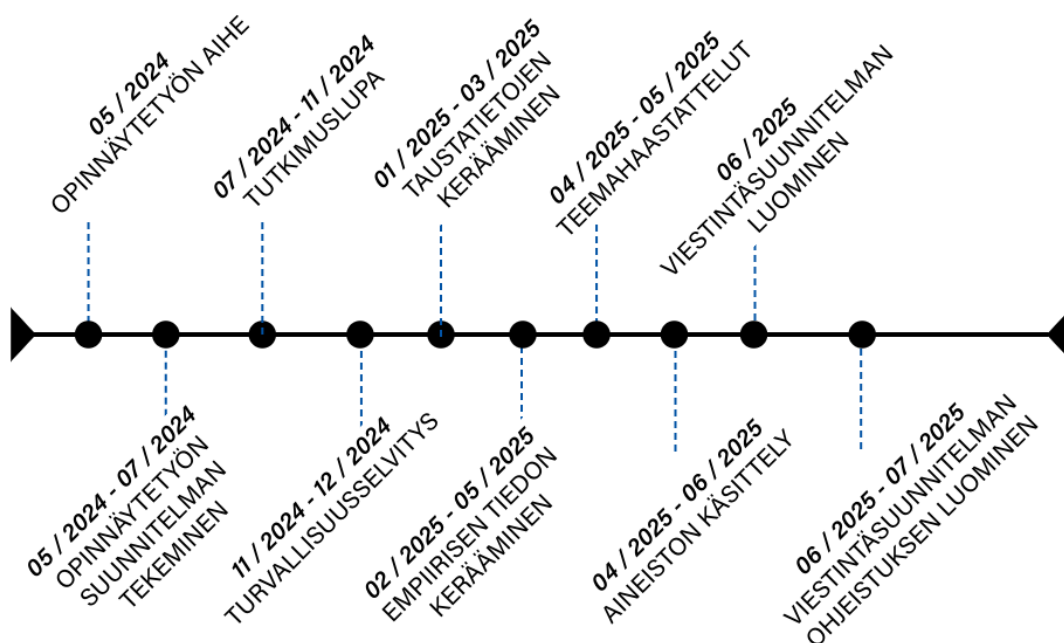 05 / 2024
OPINNÄYTETYÖN AIHE
07 / 2024 - 11 / 2024
TUTKIMUSLUPA
01 / 2025 - 03 / 2025
TAUSTATIETOJEN
KERÄÄMINEN
04 / 2025 - 05 / 2025
TEEMAHAASTATTELUT
06 / 2025
VIESTINTÄSUUNNITELMAN
LUOMINEN
05 / 2024 - 07 / 2024
OPINNÄYTETYÖN
SUUNNITELMAN
TEKEMINEN
11 / 2024 - 12 / 2024
TURVALLISUUSSELVITYS
02 / 2025 - 05 / 2025
EMPIIRISEN TIEDON
KERÄÄMINEN
04 / 2025 - 06 / 2025
AINEISTON KÄSITTELY
06 / 2025 - 07 / 2025
VIESTINTÄSUUNNITELMAN
OHJEISTUKSEN LUOMINEN